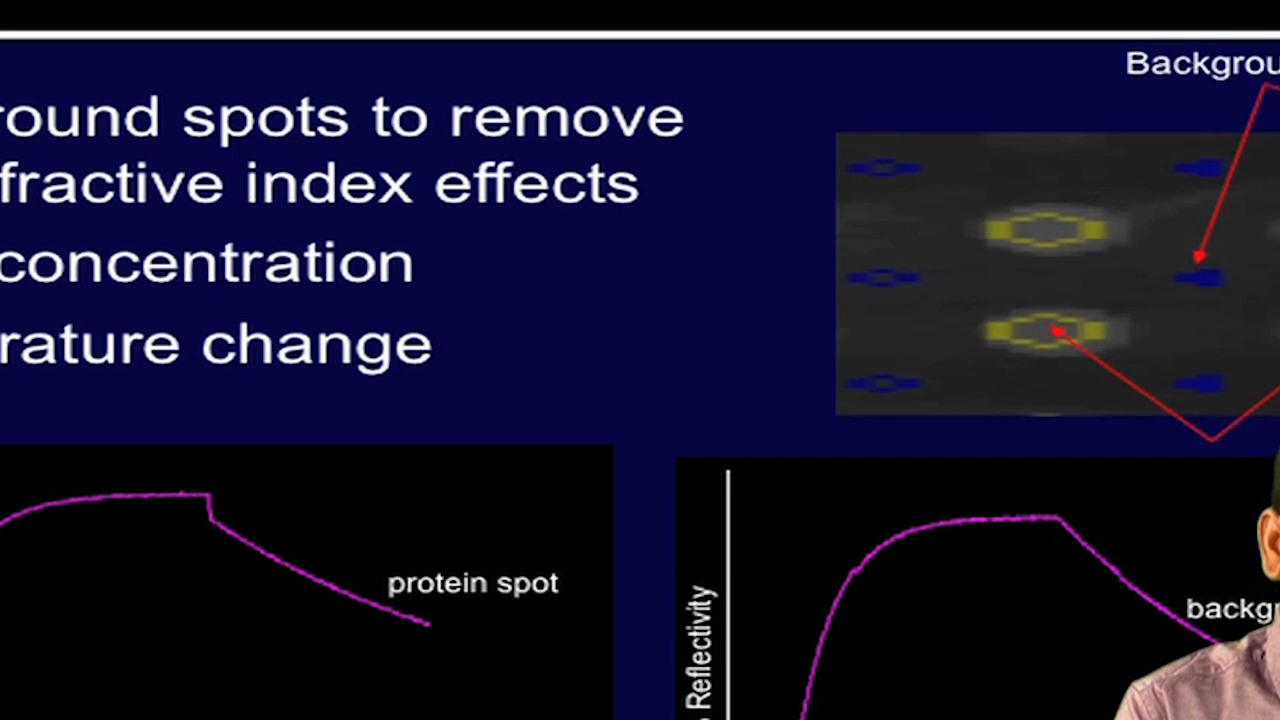 Backgrou
round spots to remove
fractive index effects
concentration
rature change
protein spot
backgr
Reflectivity